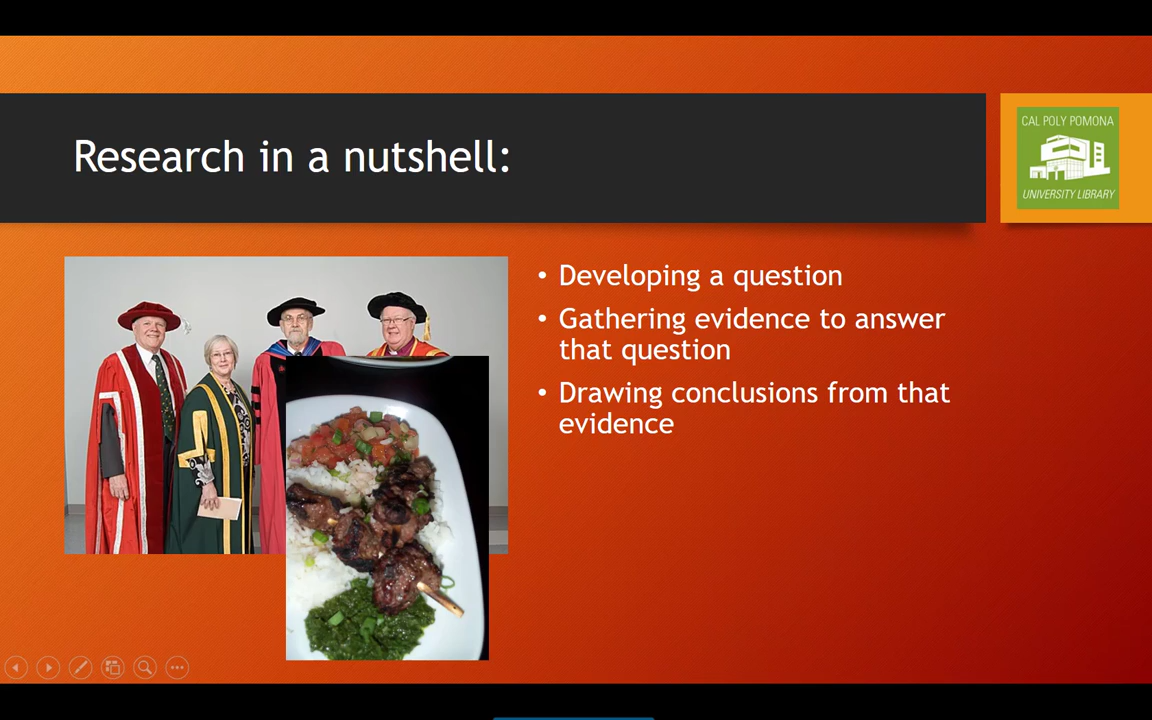 Research in a nutshell:
CAL POLY POMONA
UNIVERSITY LIBRARY
• Developing a question
• Gathering evidence to answer
that question
• Drawing conclusions from that
evidence